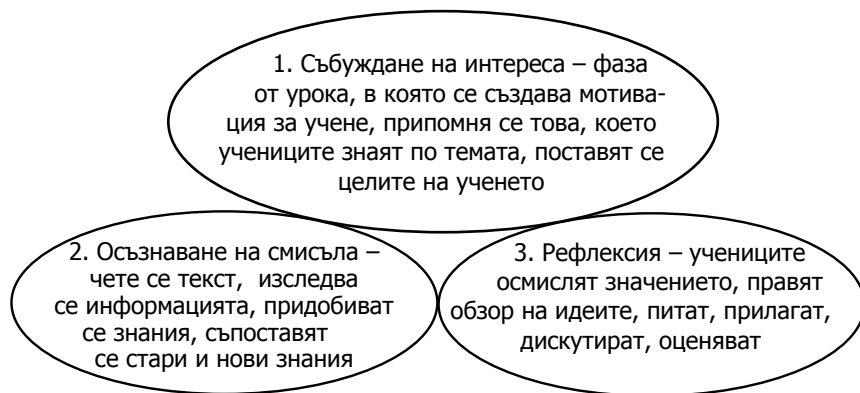 1. Събуждане на интереса – фаза
от урока, в която се създава мотива-
ция за учене, припомня се това, което
учениците знаят по темата, поставят се
целите на ученето
2. Осъзнаване на смисъла –
чете се текст, изследва
се информацията, придобиват
се знания, съпоставят
се стари и нови знания
3. Рефлексия – учениците
осмислят значението, правят
обзор на идеите, питат, прилагат,
дискутират, оценяват